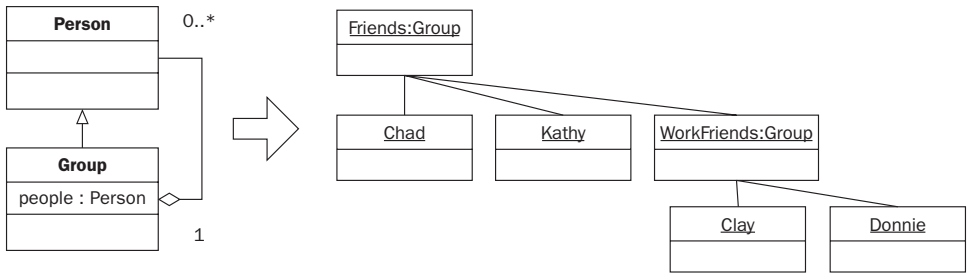 Person
0..*
Group
people : Person
1
Friends:Group
Chad
Kathy
WorkFriends:Group
Clay
Donnie